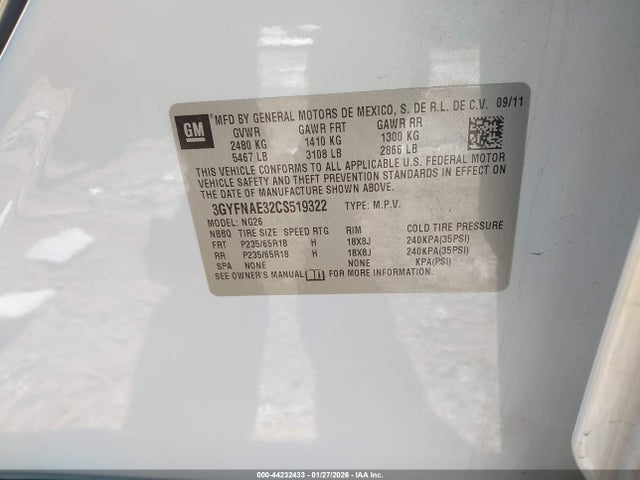 GM
MFD BY GENERAL MOTORS DE MEXICO, S. DE R.L. DE C.V. 09/11
GVWR GAWR FRT GAWR RR
2480 KG 1410 KG 1300 KG
5467 LB 3108 LB 2866 LB
THIS VEHICLE CONFORMS TO ALL APPLICABLE U.S. FEDERAL MOTOR
VEHICLE SAFETY AND THEFT PREVENTION STANDARDS IN EFFECT ON
THE DATE OF MANUFACTURE SHOWN ABOVE.
3GYFNAE32CS519322 TYPE: M.P.V.
MODEL: NG26
NBBQ TIRE SIZE SPEED RTG RIM COLD TIRE PRESSURE
FRT P235/65R18 H 18X8J 240KPA(35PSI)
RR P235/65R18 H 18X8J 240KPA(35PSI)
SPA NONE NONE KPA(PSI)
SEE OWNER'S MANUAL FOR MORE INFORMATION.
000-44232433 - 01/27/2026 - IAA Inc.